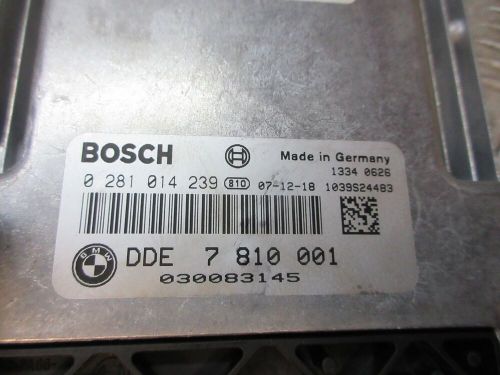 BOSCH Made in Germany
1334 0626
0 281 014 239 810 07-12-18 1039S24483
BMW DDE 7 810 001
030083145